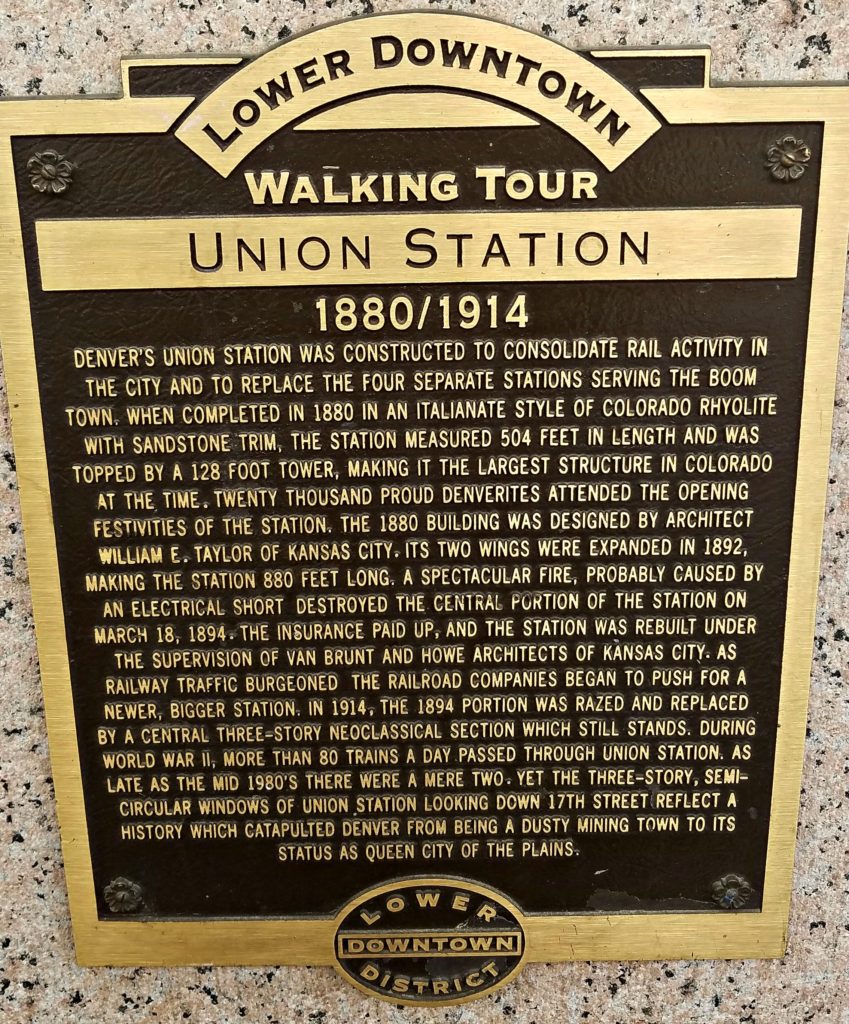 LOWER DOWNTOWN
WALKING TOUR
UNION STATION
1880/1914
DENVER'S UNION STATION WAS CONSTRUCTED TO CONSOLIDATE RAIL ACTIVITY IN
THE CITY AND TO REPLACE THE FOUR SEPARATE STATIONS SERVING THE BOOM
TOWN. WHEN COMPLETED IN 1880 IN AN ITALIANATE STYLE OF COLORADO RHYOLITE
WITH SANDSTONE TRIM, THE STATION MEASURED 504 FEET IN LENGTH AND WAS
TOPPED BY A 128 FOOT TOWER, MAKING IT THE LARGEST STRUCTURE IN COLORADO
AT THE TIME. TWENTY THOUSAND PROUD DENVERITES ATTENDED THE OPENING
FESTIVITIES OF THE STATION. THE 1880 BUILDING WAS DESIGNED BY ARCHITECT
WILLIAM E. TAYLOR OF KANSAS CITY. ITS TWO WINGS WERE EXPANDED IN 1892,
MAKING THE STATION 880 FEET LONG. A SPECTACULAR FIRE, PROBABLY CAUSED BY
AN ELECTRICAL SHORT DESTROYED THE CENTRAL PORTION OF THE STATION ON
MARCH 18, 1894. THE INSURANCE PAID UP, AND THE STATION WAS REBUILT UNDER
THE SUPERVISION OF VAN BRUNT AND HOWE ARCHITECTS OF KANSAS CITY. AS
RAILWAY TRAFFIC BURGEONED THE RAILROAD COMPANIES BEGAN TO PUSH FOR A
NEWER, BIGGER STATION. IN 1914, THE 1894 PORTION WAS RAZED AND REPLACED
BY A CENTRAL THREE-STORY NEOCLASSICAL SECTION WHICH STILL STANDS. DURING
WORLD WAR II, MORE THAN 80 TRAINS A DAY PASSED THROUGH UNION STATION. AS
LATE AS THE MID 1980'S THERE WERE A MERE TWO. YET THE THREE-STORY, SEMI-
CIRCULAR WINDOWS OF UNION STATION LOOKING DOWN 17TH STREET REFLECT A
HISTORY WHICH CATAPULTED DENVER FROM BEING A DUSTY MINING TOWN TO ITS
STATUS AS QUEEN CITY OF THE PLAINS.
LOWER
DOWNTOWN
DISTRICT